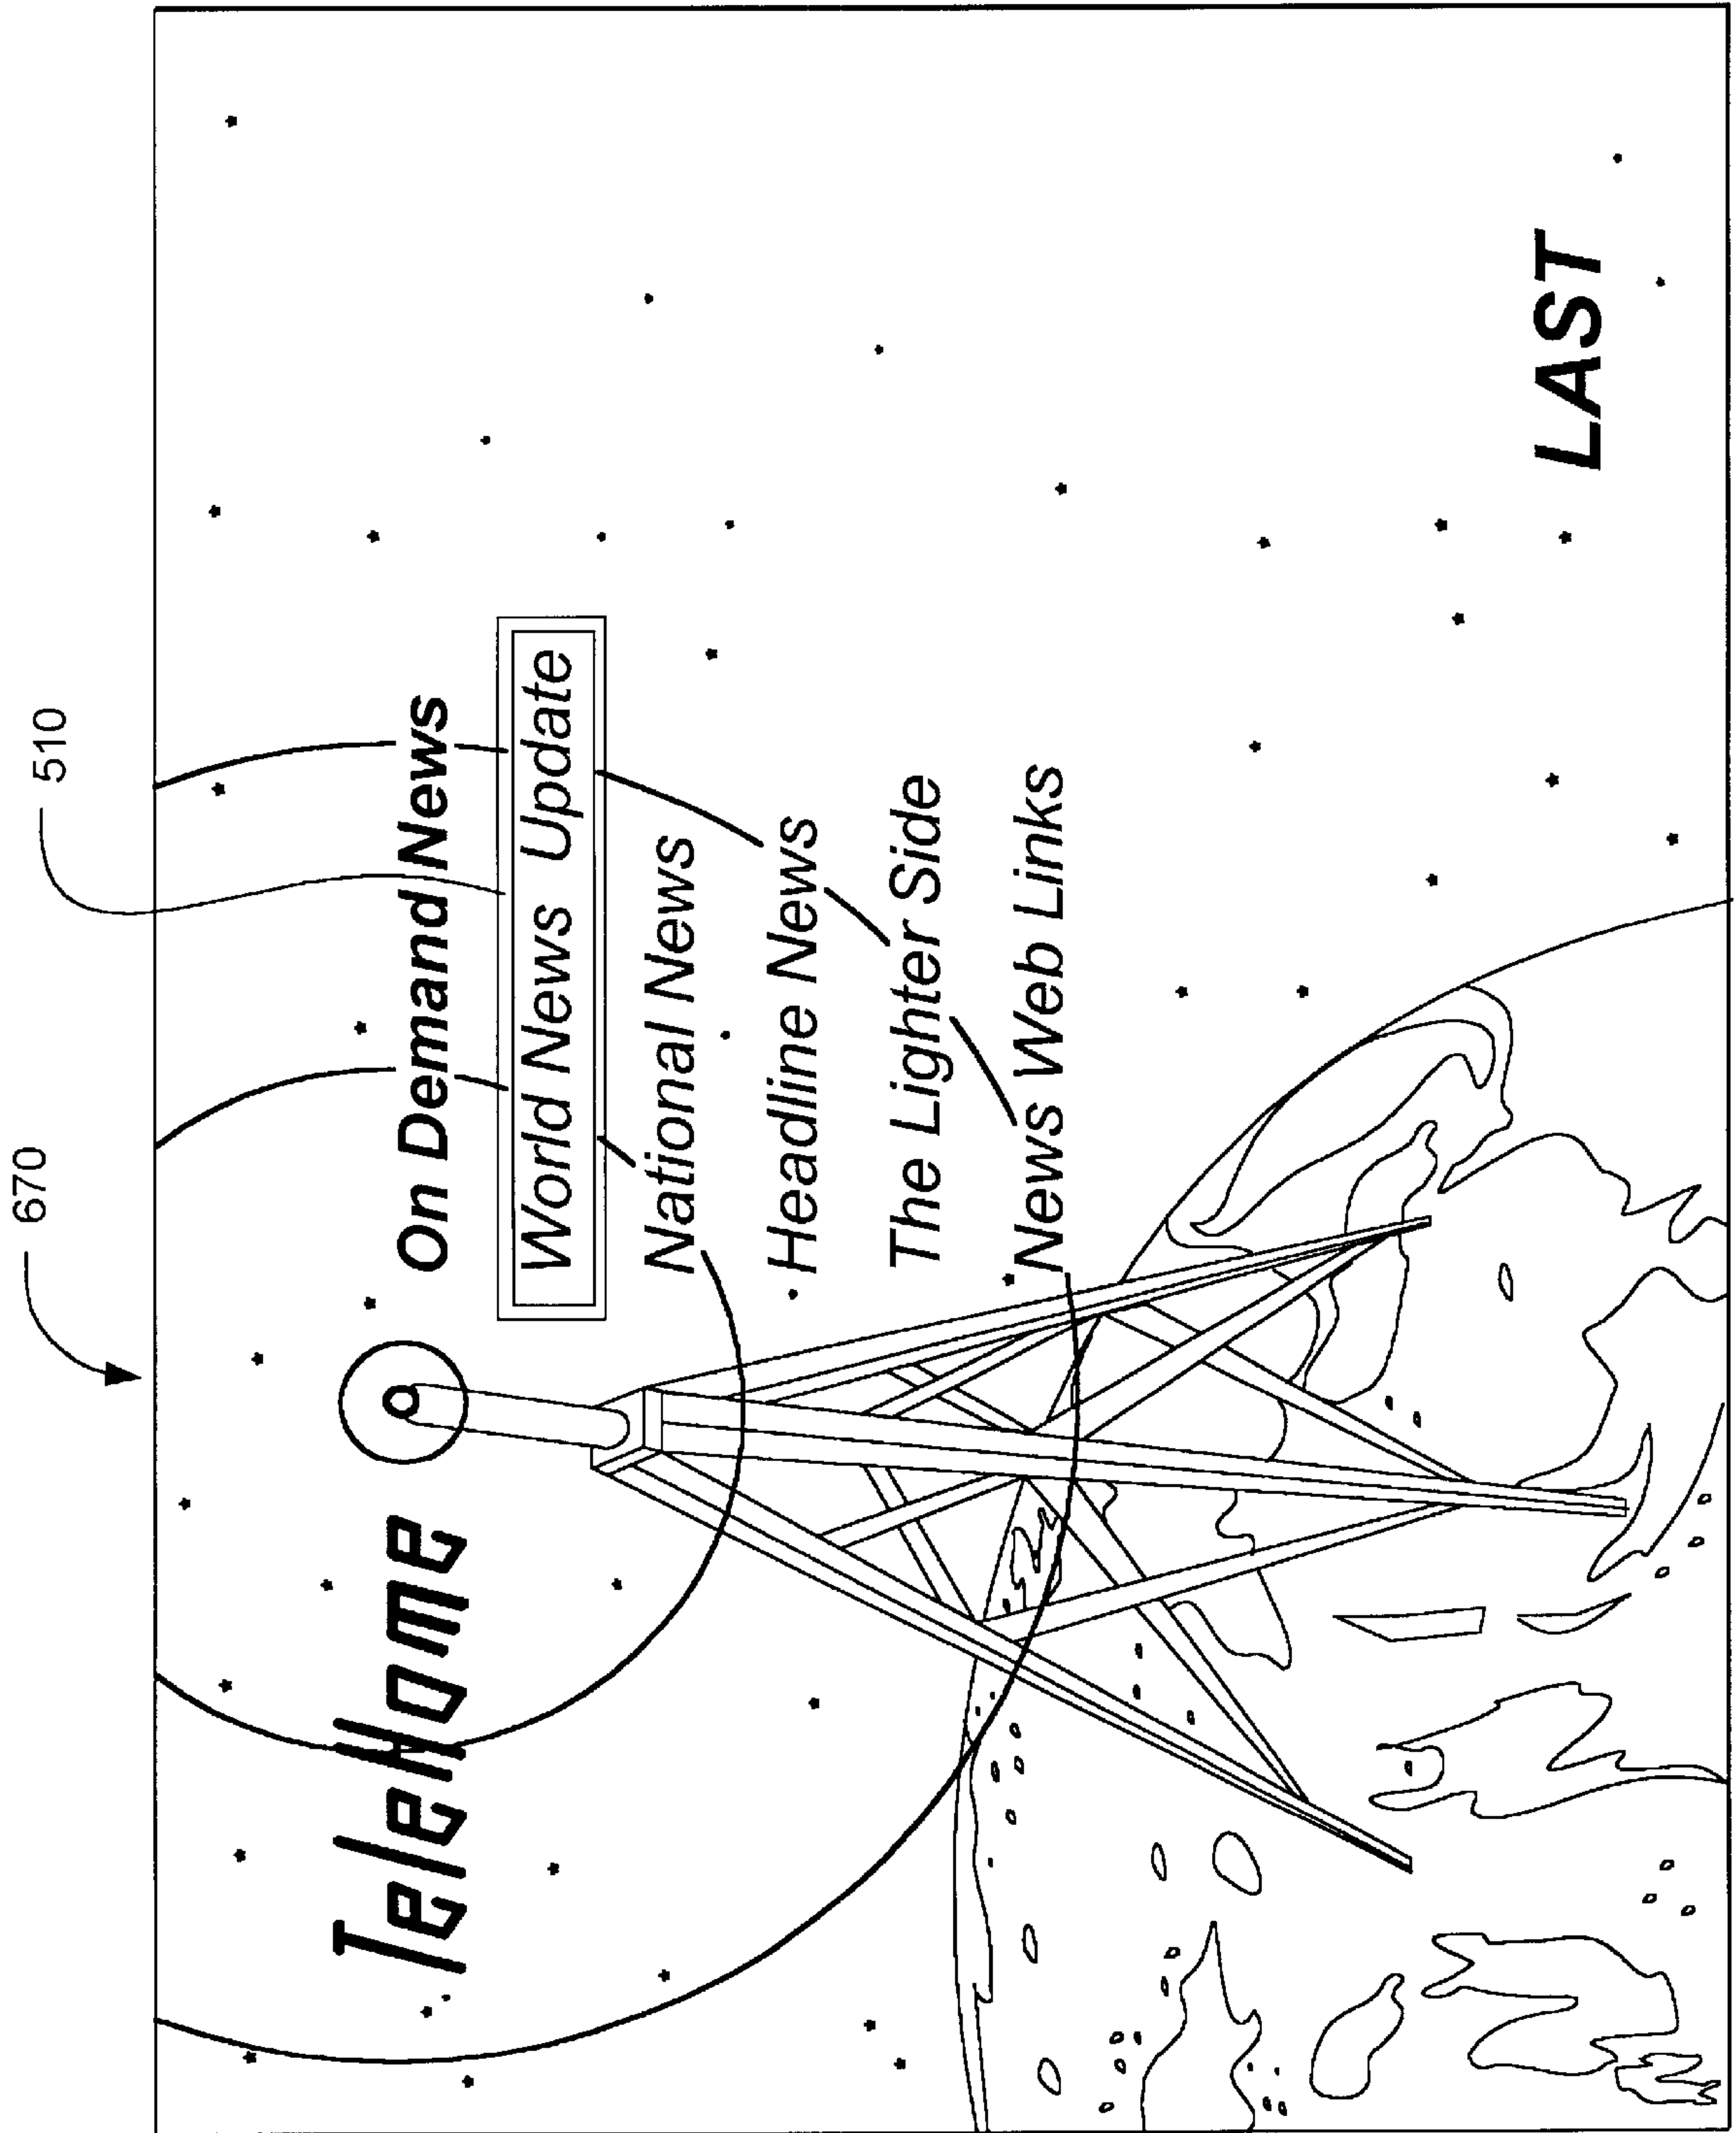 670
510
TeleHome
On Demand News
World News Update
National News
Headline News
The Lighter Side
News Web Links
LAST